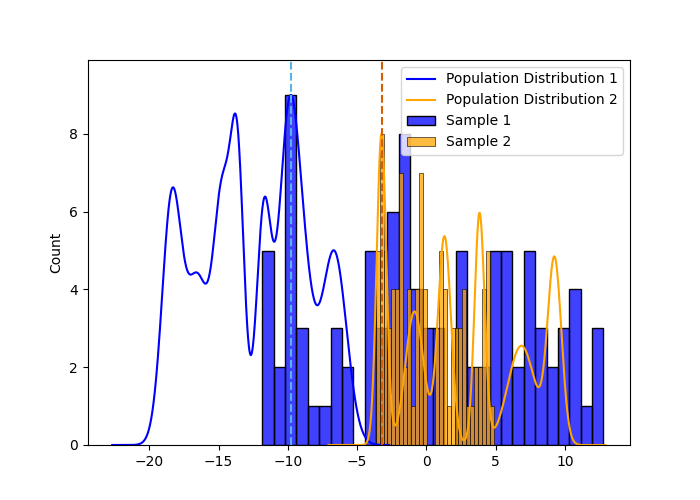 Population Distribution 1
Population Distribution 2
Sample 1
Sample 2
Count
8
6
4
2
0
−20 −15 −10 −5 0 5 10